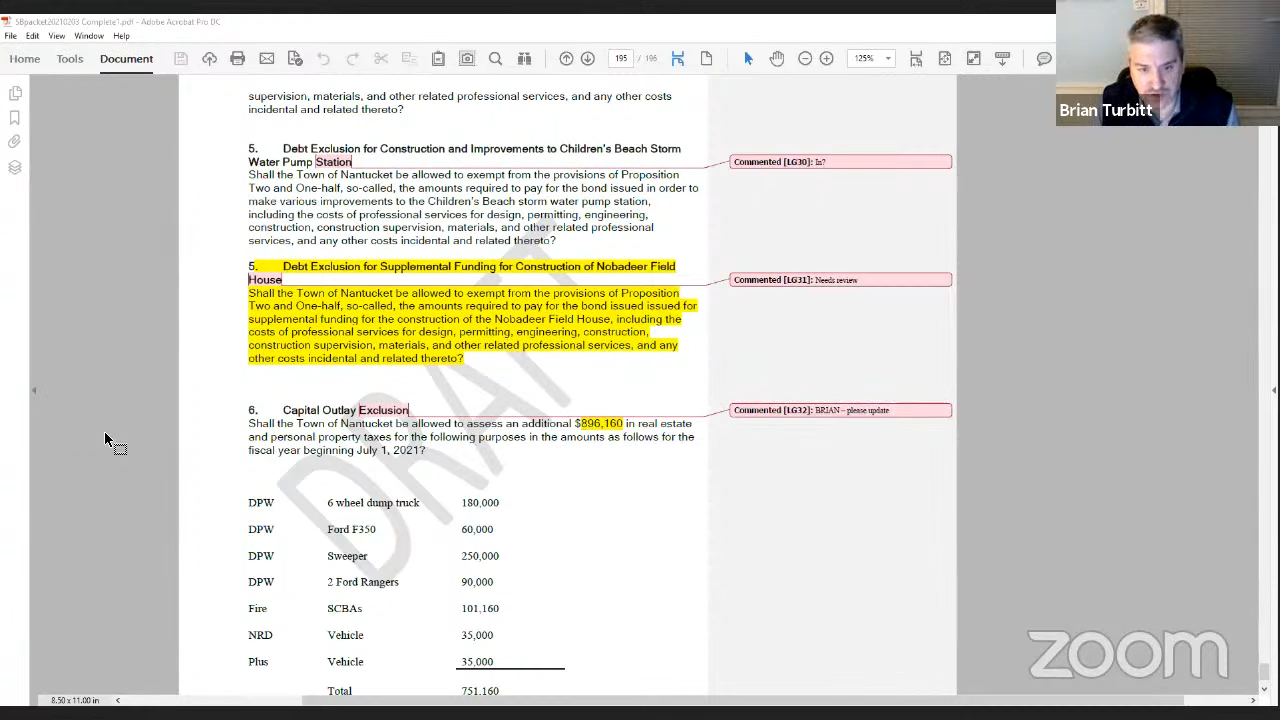 SBpacket20210203 Complete1.pdf - Adobe Acrobat Pro DC
File Edit View Window Help
Home Tools Document 195 / 196 125%
Brian Turbitt
supervision, materials, and other related professional services, and any other costs
incidental and related thereto?
5. Debt Exclusion for Construction and Improvements to Children's Beach Storm
Water Pump Station
Commented [LG30]: In?
Shall the Town of Nantucket be allowed to exempt from the provisions of Proposition
Two and One-half, so-called, the amounts required to pay for the bond issued in order to
make various improvements to the Children's Beach storm water pump station,
including the costs of professional services for design, permitting, engineering,
construction, construction supervision, materials, and other related professional
services, and any other costs incidental and related thereto?
5. Debt Exclusion for Supplemental Funding for Construction of Nobadeer Field
House
Commented [LG31]: Needs review
Shall the Town of Nantucket be allowed to exempt from the provisions of Proposition
Two and One-half, so-called, the amounts required to pay for the bond issued issued for
supplemental funding for the construction of the Nobadeer Field House, including the
costs of professional services for design, permitting, engineering, construction,
construction supervision, materials, and other related professional services, and any
other costs incidental and related thereto?
6. Capital Outlay Exclusion
Commented [LG32]: BRIAN – please update
Shall the Town of Nantucket be allowed to assess an additional $896,160 in real estate
and personal property taxes for the following purposes in the amounts as follows for the
fiscal year beginning July 1, 2021?
DPW 6 wheel dump truck 180,000
DPW Ford F350 60,000
DPW Sweeper 250,000
DPW 2 Ford Rangers 90,000
Fire SCBAs 101,160
NRD Vehicle 35,000
Plus Vehicle 35,000
Total 751,160
DRAFT
zoom
8.50 x 11.00 in